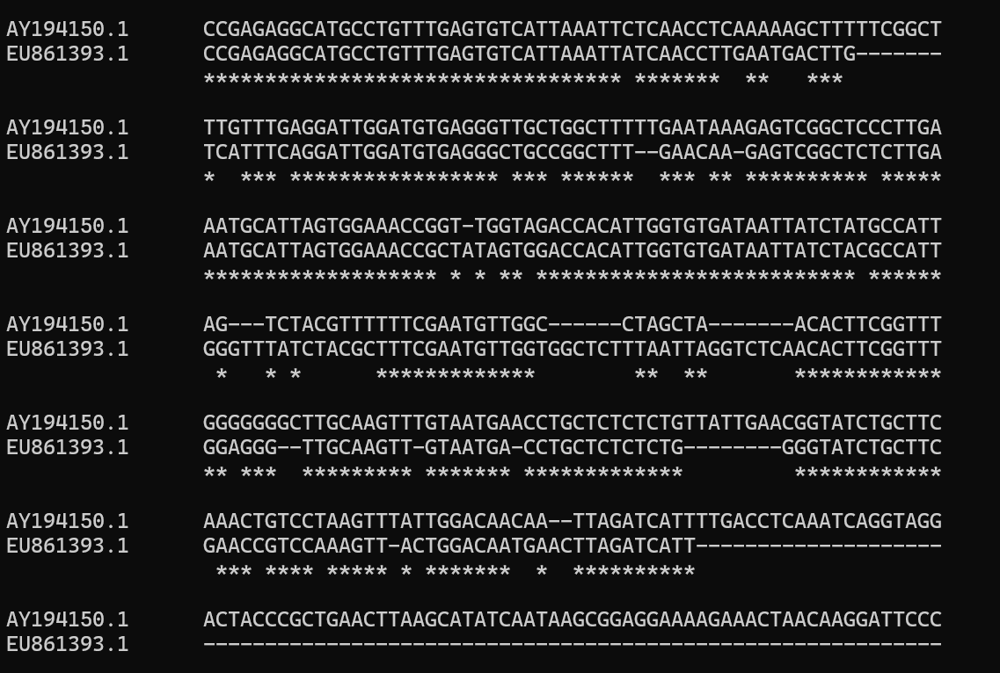 AY194150.1      CCGAGAGGCATGCCTGTTTGAGTGTCATTAAATTCTCAACCTCAAAAAGCTTTTTCGGCT
EU861393.1      CCGAGAGGCATGCCTGTTTGAGTGTCATTAAATTATCAACCTTGAATGACTTG-------
                ********************************** *******  **   ***
AY194150.1      TTGTTTGAGGATTGGATGTGAGGGTTGCTGGCTTTTTGAATAAAGAGTCGGCTCCCTTGA
EU861393.1      TCATTTCAGGATTGGATGTGAGGGCTGCCGGCTTT--GAACAA-GAGTCGGCTCTCTTGA
                *  *** ***************** *** ******  *** ** ********** *****
AY194150.1      AATGCATTAGTGGAAACCGGT-TGGTAGACCACATTGGTGTGATAATTATCTATGCCATT
EU861393.1      AATGCATTAGTGGAAACCGCTATAGTGGACCACATTGGTGTGATAATTATCTACGCCATT
                ******************* * * ** ************************** ******
AY194150.1      AG---TCTACGTTTTTTCGAATGTTGGC------CTAGCTA-------ACACTTCGGTTT
EU861393.1      GGGTTTATCTACGCTTTCGAATGTTGGTGGCTCTTTAATTAGGTCTCAACACTTCGGTTT
                 *   * *      *************        **  **       ************
AY194150.1      GGGGGGGCTTGCAAGTTTGTAATGAACCTGCTCTCTCTGTTATTGAACGGTATCTGCTTC
EU861393.1      GGAGGG--TTGCAAGTT-GTAATGA-CCTGCTCTCTCTG--------GGGTATCTGCTTC
                ** ***  ********* ******* *************         ************
AY194150.1      AAACTGTCCTAAGTTTATTGGACAACAA--TTAGATCATTTTGACCTCAAATCAGGTAGG
EU861393.1      GAACCGTCCAAAGTT-ACTGGACAATGAACTTAGATCATT--------------------
                 *** **** ***** * *******  *  **********
AY194150.1      ACTACCCGCTGAACTTAAGCATATCAATAAGCGGAGGAAAAGAAACTAACAAGGATTCCC
EU861393.1      ------------------------------------------------------------